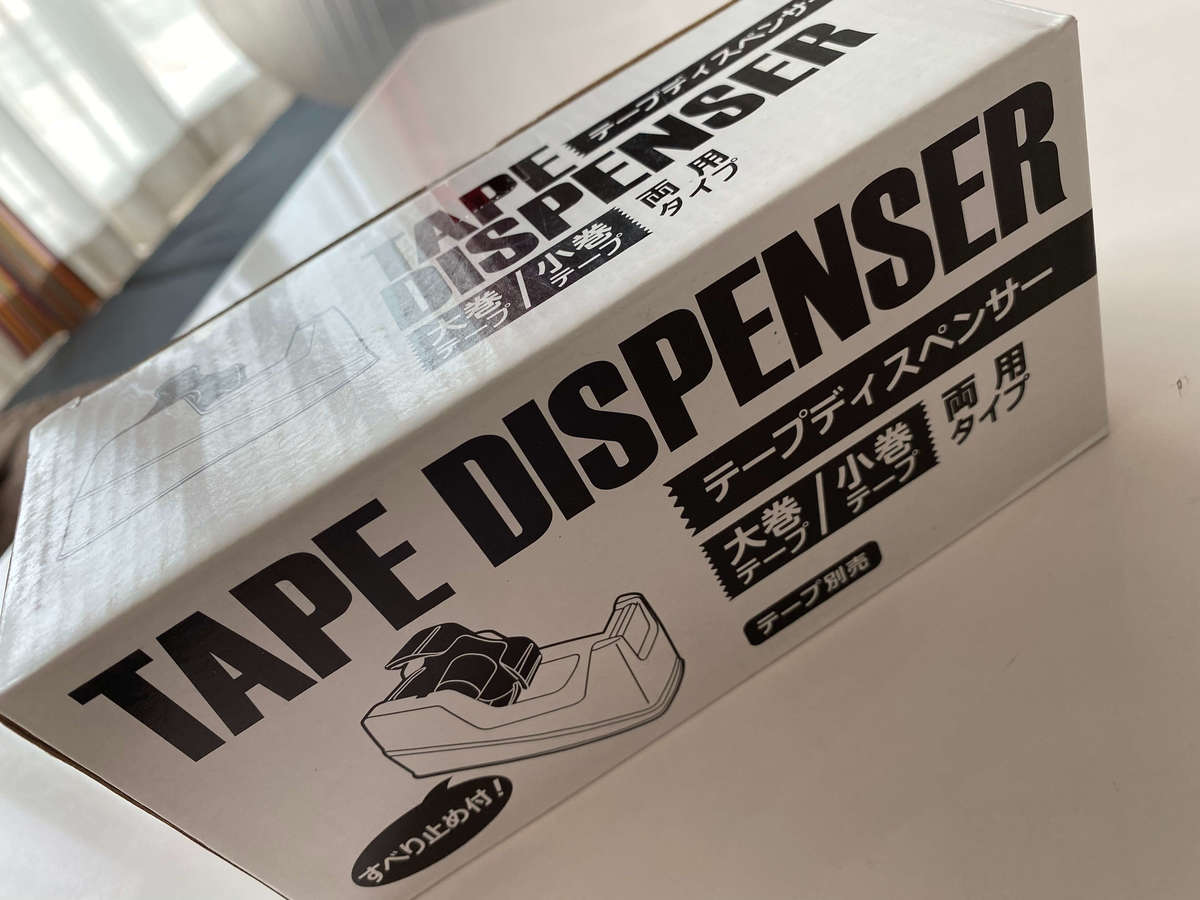 TAPE
テープディスペンサー
DISPENSER
大巻テープ/小巻テープ
両用タイプ
TAPE DISPENSER
テープディスペンサー
大巻テープ/小巻テープ
両用タイプ
テープ別売
すべり止め付!